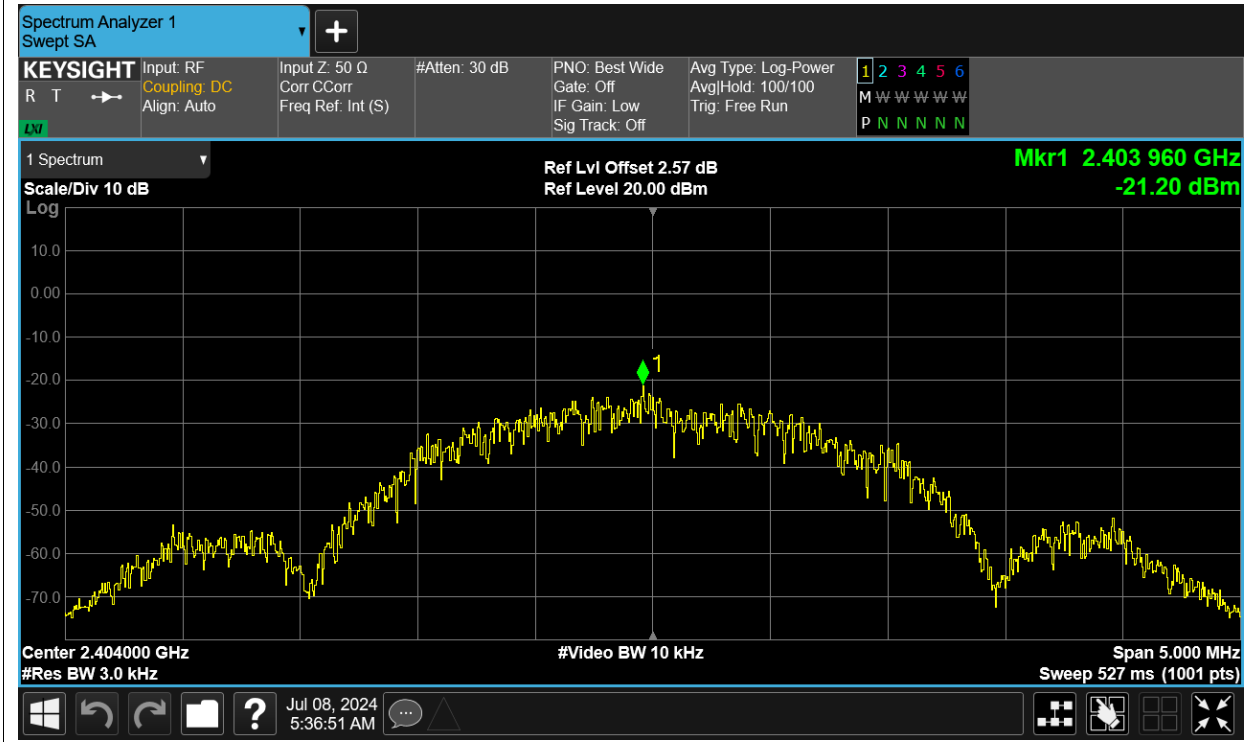 Spectrum Analyzer 1
Swept SA
+
KEYSIGHT
R T
LXI
Input: RF
Coupling: DC
Align: Auto
Input Z: 50 Ω
Corr CCorr
Freq Ref: Int (S)
#Atten: 30 dB
PNO: Best Wide
Gate: Off
IF Gain: Low
Sig Track: Off
Avg Type: Log-Power
Avg|Hold: 100/100
Trig: Free Run
1 2 3 4 5 6
M W W W W W
P N N N N N
1 Spectrum
Scale/Div 10 dB
Log
Ref Lvl Offset 2.57 dB
Ref Level 20.00 dBm
Mkr1 2.403 960 GHz
-21.20 dBm
10.0
0.00
-10.0
1
-20.0
-30.0
-40.0
-50.0
-60.0
-70.0
Center 2.404000 GHz
#Video BW 10 kHz
Span 5.000 MHz
#Res BW 3.0 kHz
Sweep 527 ms (1001 pts)
?
Jul 08, 2024
5:36:51 AM